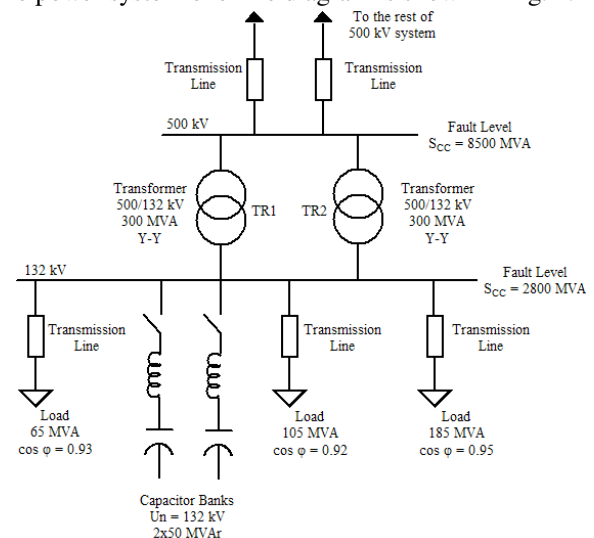 To the rest of
500 kV system
Transmission
Line
Transmission
Line
500 kV
Fault Level
S_CC = 8500 MVA
Transformer
500/132 kV
300 MVA
Y-Y
TR1
TR2
Transformer
500/132 kV
300 MVA
Y-Y
132 kV
Fault Level
S_CC = 2800 MVA
Transmission
Line
Transmission
Line
Transmission
Line
Load
65 MVA
cos φ = 0.93
Load
105 MVA
cos φ = 0.92
Load
185 MVA
cos φ = 0.95
Capacitor Banks
Un = 132 kV
2x50 MVAr